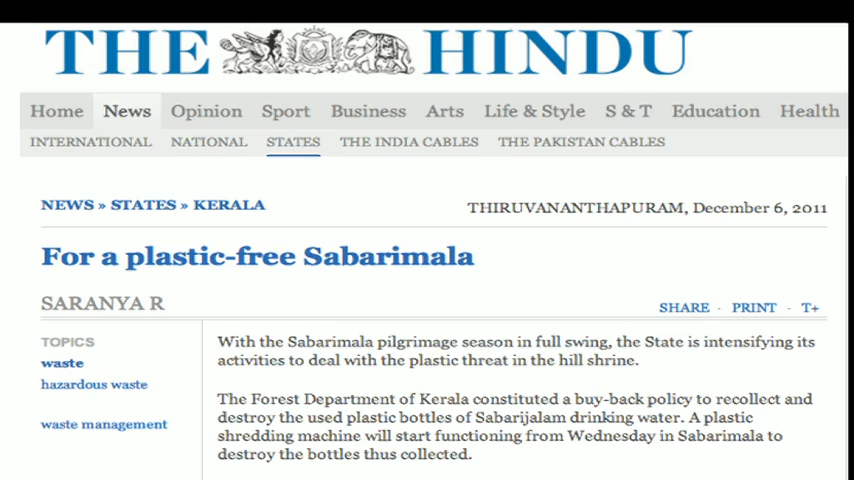 THE HINDU
Home News Opinion Sport Business Arts Life & Style S & T Education Health
INTERNATIONAL NATIONAL STATES THE INDIA CABLES THE PAKISTAN CABLES
NEWS » STATES » KERALA
THIRUVANANTHAPURAM, December 6, 2011
For a plastic-free Sabarimala
SARANYA R
SHARE · PRINT · T+
TOPICS
waste
hazardous waste
waste management
With the Sabarimala pilgrimage season in full swing, the State is intensifying its
activities to deal with the plastic threat in the hill shrine.
The Forest Department of Kerala constituted a buy-back policy to recollect and
destroy the used plastic bottles of Sabarijalam drinking water. A plastic
shredding machine will start functioning from Wednesday in Sabarimala to
destroy the bottles thus collected.